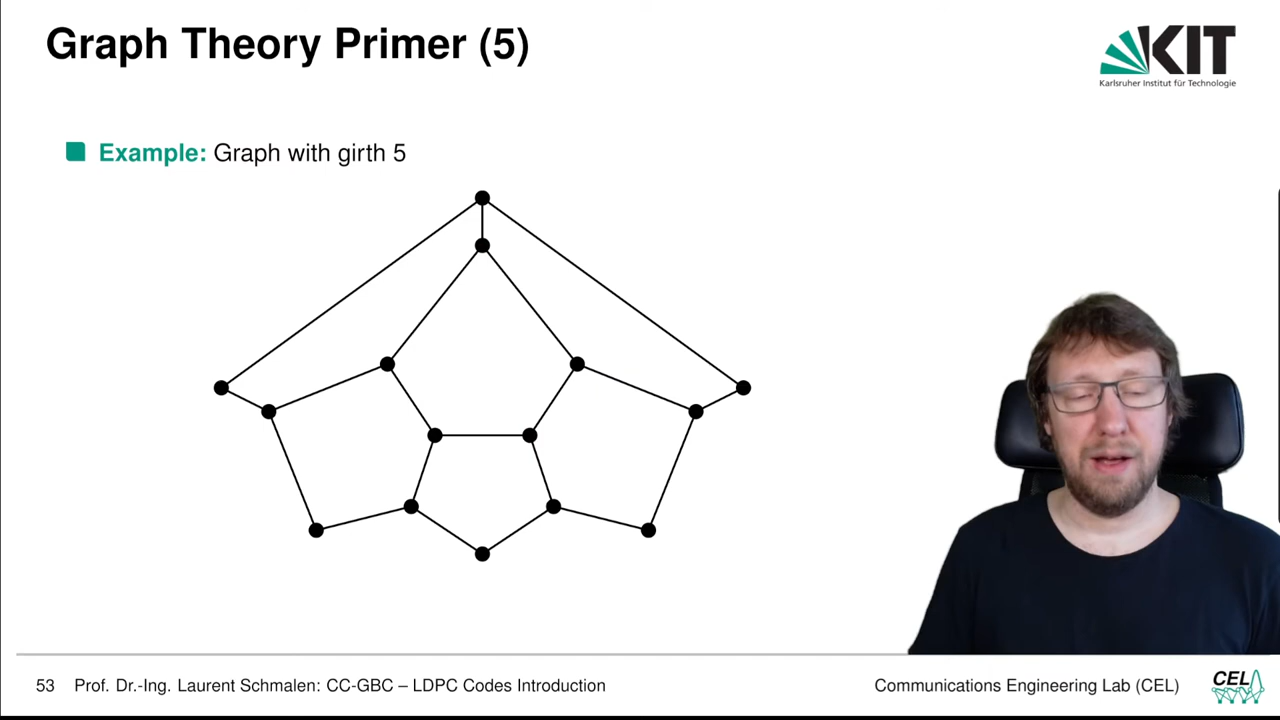 Graph Theory Primer (5)
KIT
Karlsruher Institut für Technologie
Example: Graph with girth 5
53 Prof. Dr.-Ing. Laurent Schmalen: CC-GBC – LDPC Codes Introduction
Communications Engineering Lab (CEL)
CEL